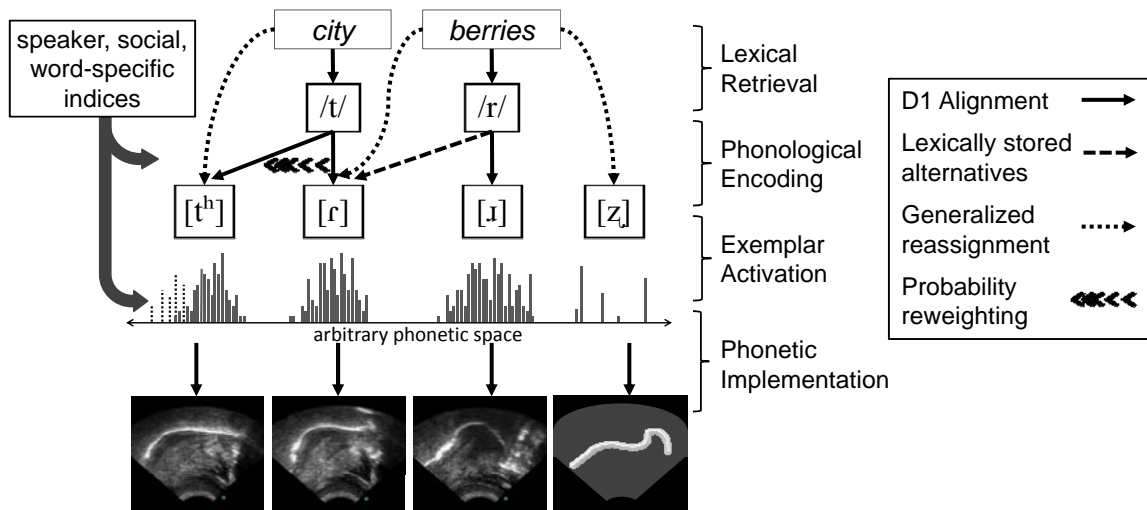 speaker, social,
word-specific
indices
city
berries
/t/
/r/
[tʰ]
[ɾ]
[ɹ]
[ʐ]
arbitrary phonetic space
Lexical
Retrieval
Phonological
Encoding
Exemplar
Activation
Phonetic
Implementation
D1 Alignment
Lexically stored
alternatives
Generalized
reassignment
Probability
reweighting